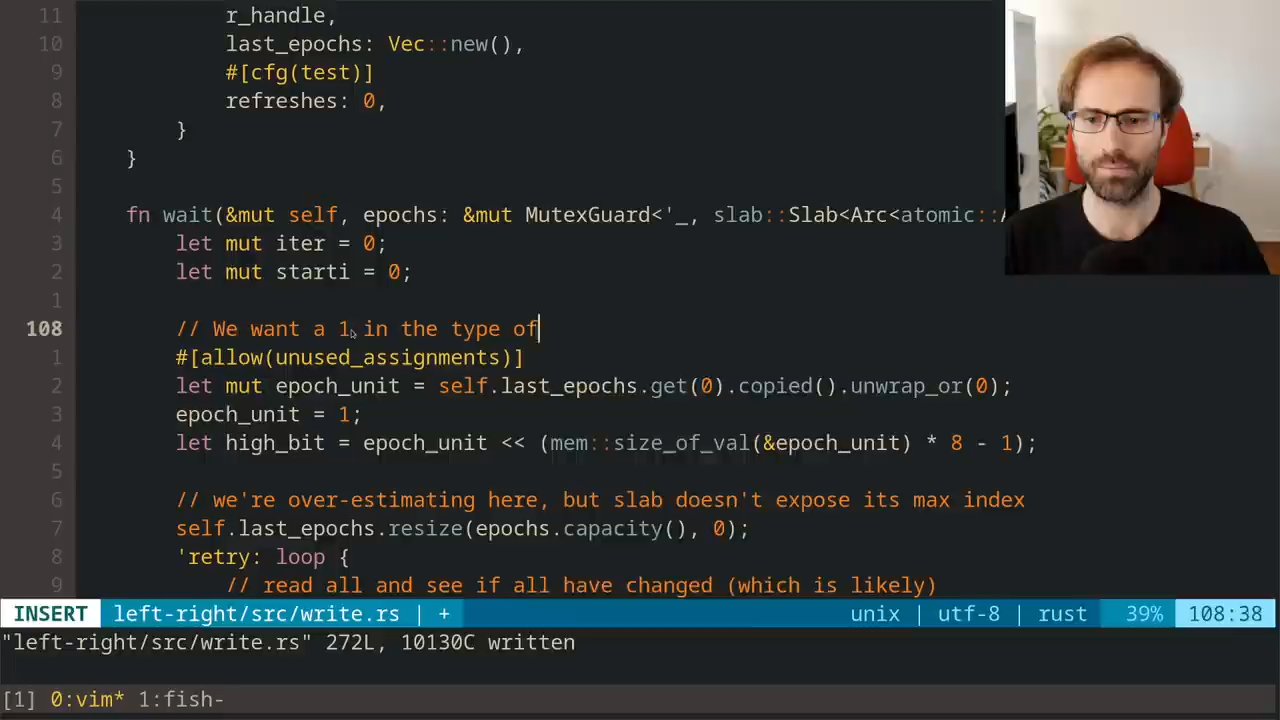 11 r_handle,
10 last_epochs: Vec::new(),
9 #[cfg(test)]
8 refreshes: 0,
7 }
6 }
5
4 fn wait(&mut self, epochs: &mut MutexGuard<'_, slab::Slab<Arc<atomic::A
3 let mut iter = 0;
2 let mut starti = 0;
1
108 // We want a 1 in the type of
1 #[allow(unused_assignments)]
2 let mut epoch_unit = self.last_epochs.get(0).copied().unwrap_or(0);
3 epoch_unit = 1;
4 let high_bit = epoch_unit << (mem::size_of_val(&epoch_unit) * 8 - 1);
5
6 // we're over-estimating here, but slab doesn't expose its max index
7 self.last_epochs.resize(epochs.capacity(), 0);
8 'retry: loop {
9 // read all and see if all have changed (which is likely)
INSERT left-right/src/write.rs | + unix | utf-8 | rust 39% 108:38
"left-right/src/write.rs" 272L, 10130C written
[1] 0:vim* 1:fish-